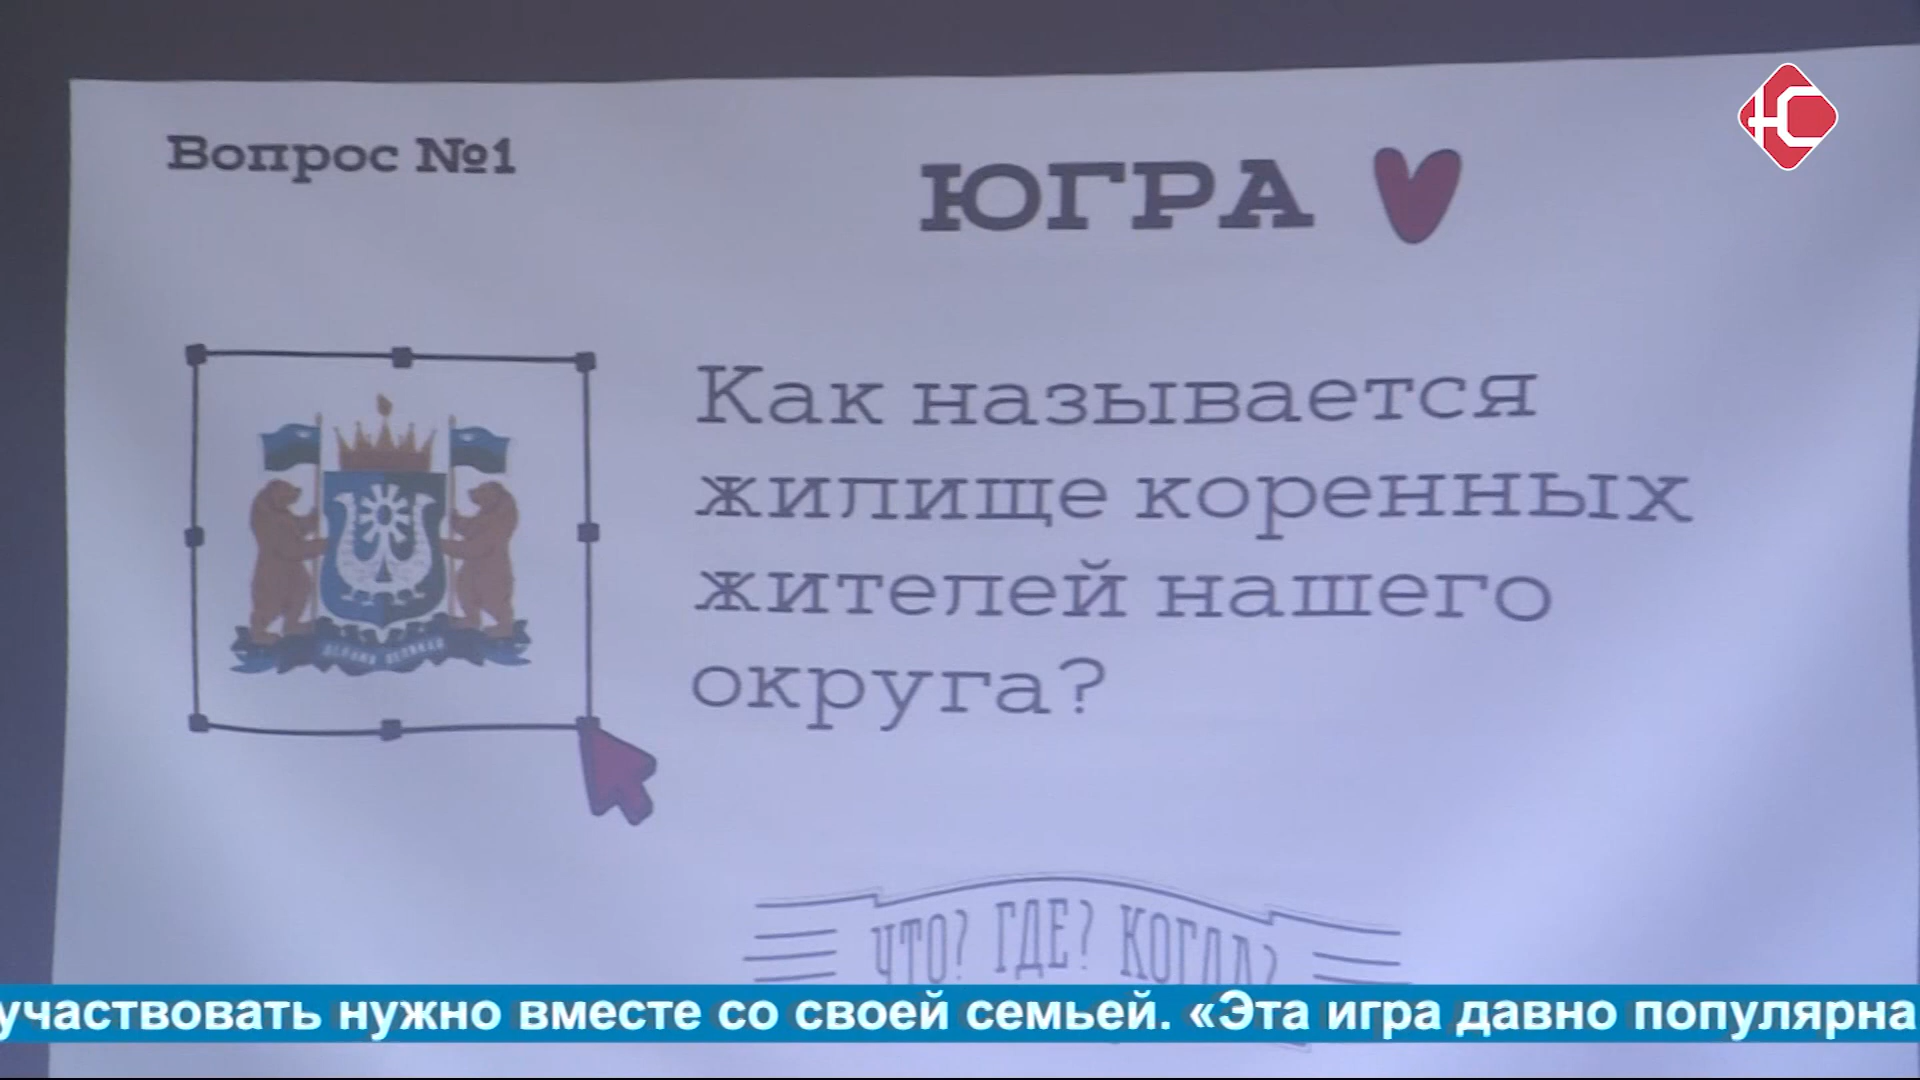 Вопрос №1
ЮГРА
Как называется
жилище коренных
жителей нашего
округа?
ЧТО? ГДЕ? КОГДА?
участвовать нужно вместе со своей семьей. «Эта игра давно популярна